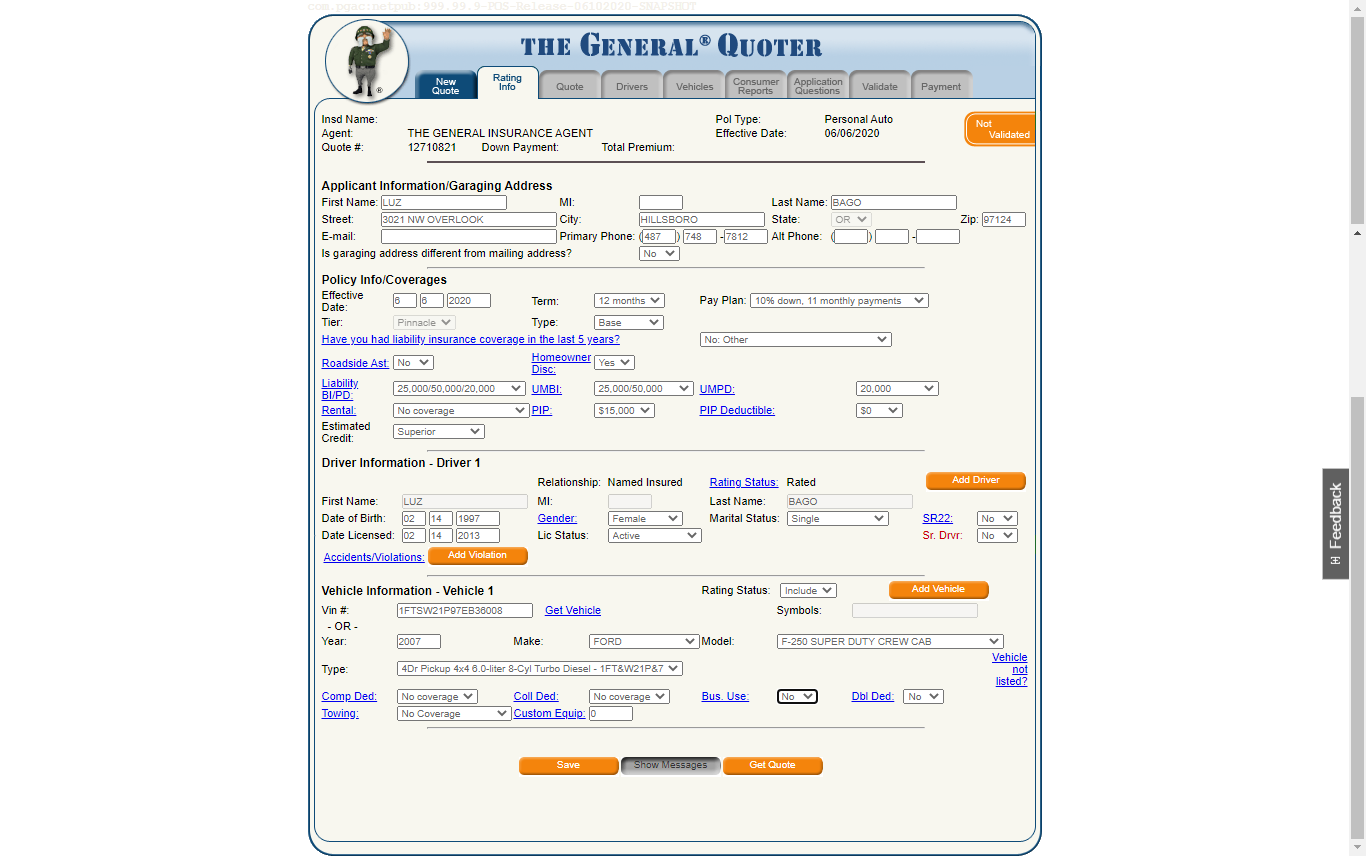 com.pgac:netpub:999.99.9-POS-Release-06102020-SNAPSHOT
THE GENERAL® QUOTER
New Quote Rating Info Quote Drivers Vehicles Consumer Reports Application Questions Validate Payment
Insd Name: Pol Type: Personal Auto
Agent: THE GENERAL INSURANCE AGENT Effective Date: 06/06/2020
Quote #: 12710821 Down Payment: Total Premium:
Not Validated
Applicant Information/Garaging Address
First Name: LUZ MI: Last Name: BAGO
Street: 3021 NW OVERLOOK City: HILLSBORO State: OR Zip: 97124
E-mail: Primary Phone: (487) 748 -7812 Alt Phone: ( ) -
Is garaging address different from mailing address? No
Policy Info/Coverages
Effective Date: 6 6 2020 Term: 12 months Pay Plan: 10% down, 11 monthly payments
Tier: Pinnacle Type: Base
Have you had liability insurance coverage in the last 5 years? No: Other
Roadside Ast: No Homeowner Disc: Yes
Liability BI/PD: 25,000/50,000/20,000 UMBI: 25,000/50,000 UMPD: 20,000
Rental: No coverage PIP: $15,000 PIP Deductible: $0
Estimated Credit: Superior
Driver Information - Driver 1
Relationship: Named Insured Rating Status: Rated Add Driver
First Name: LUZ MI: Last Name: BAGO
Date of Birth: 02 14 1997 Gender: Female Marital Status: Single SR22: No
Date Licensed: 02 14 2013 Lic Status: Active Sr. Drvr: No
Accidents/Violations: Add Violation
Vehicle Information - Vehicle 1 Rating Status: Include Add Vehicle
Vin #: 1FTSW21P97EB36008 Get Vehicle Symbols:
- OR -
Year: 2007 Make: FORD Model: F-250 SUPER DUTY CREW CAB
Type: 4Dr Pickup 4x4 6.0-liter 8-Cyl Turbo Diesel - 1FT&W21P&7 Vehicle not listed?
Comp Ded: No coverage Coll Ded: No coverage Bus. Use: No Dbl Ded: No
Towing: No Coverage Custom Equip: 0
Save Show Messages Get Quote
Feedback